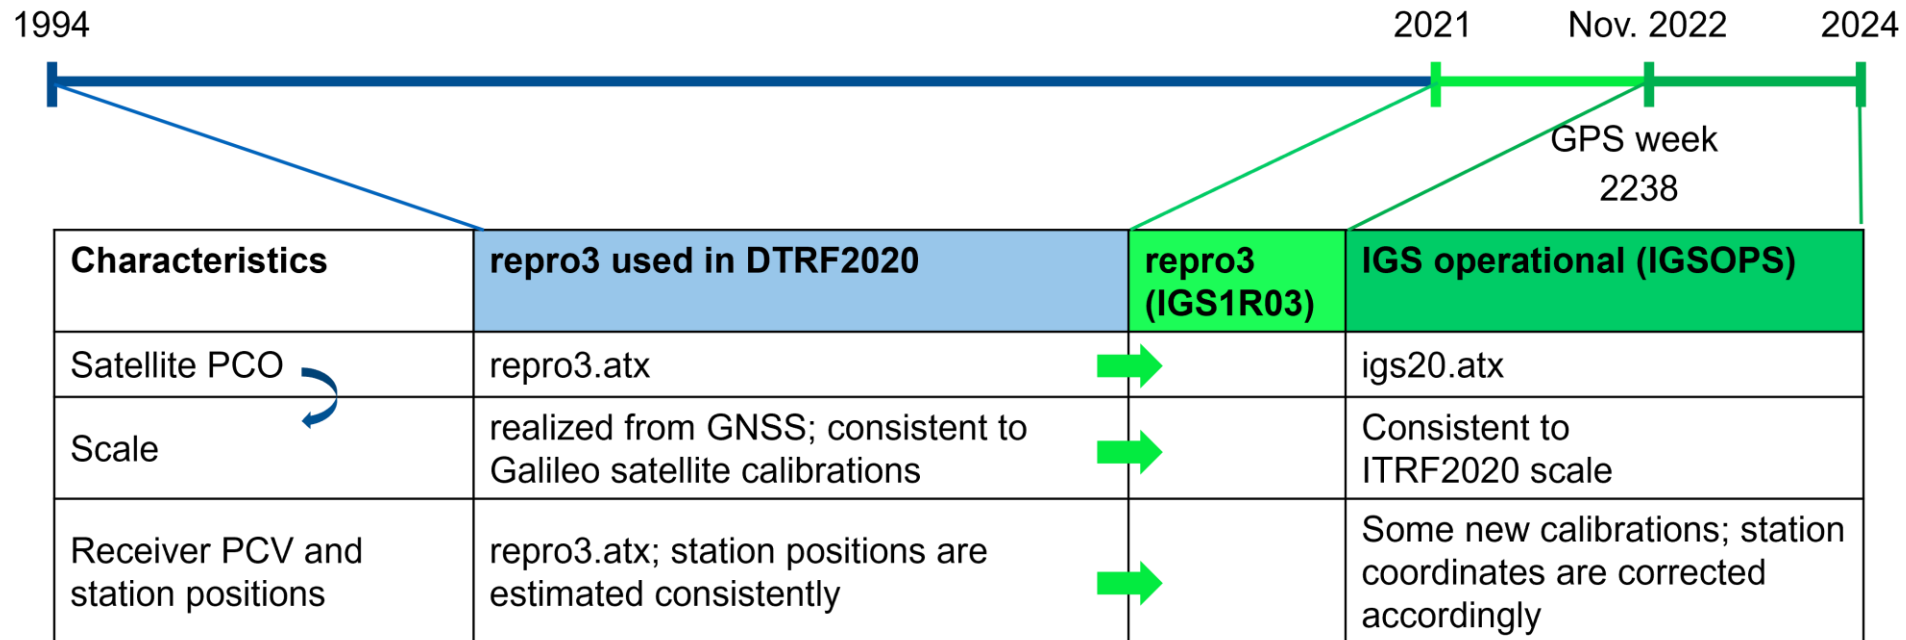 1994
2021
Nov. 2022
2024
GPS week
2238
Characteristics
repro3 used in DTRF2020
repro3
(IGS1R03)
IGS operational (IGSOPS)
Satellite PCO
repro3.atx
igs20.atx
Scale
realized from GNSS; consistent to
Galileo satellite calibrations
Consistent to
ITRF2020 scale
Receiver PCV and
station positions
repro3.atx; station positions are
estimated consistently
Some new calibrations; station
coordinates are corrected
accordingly